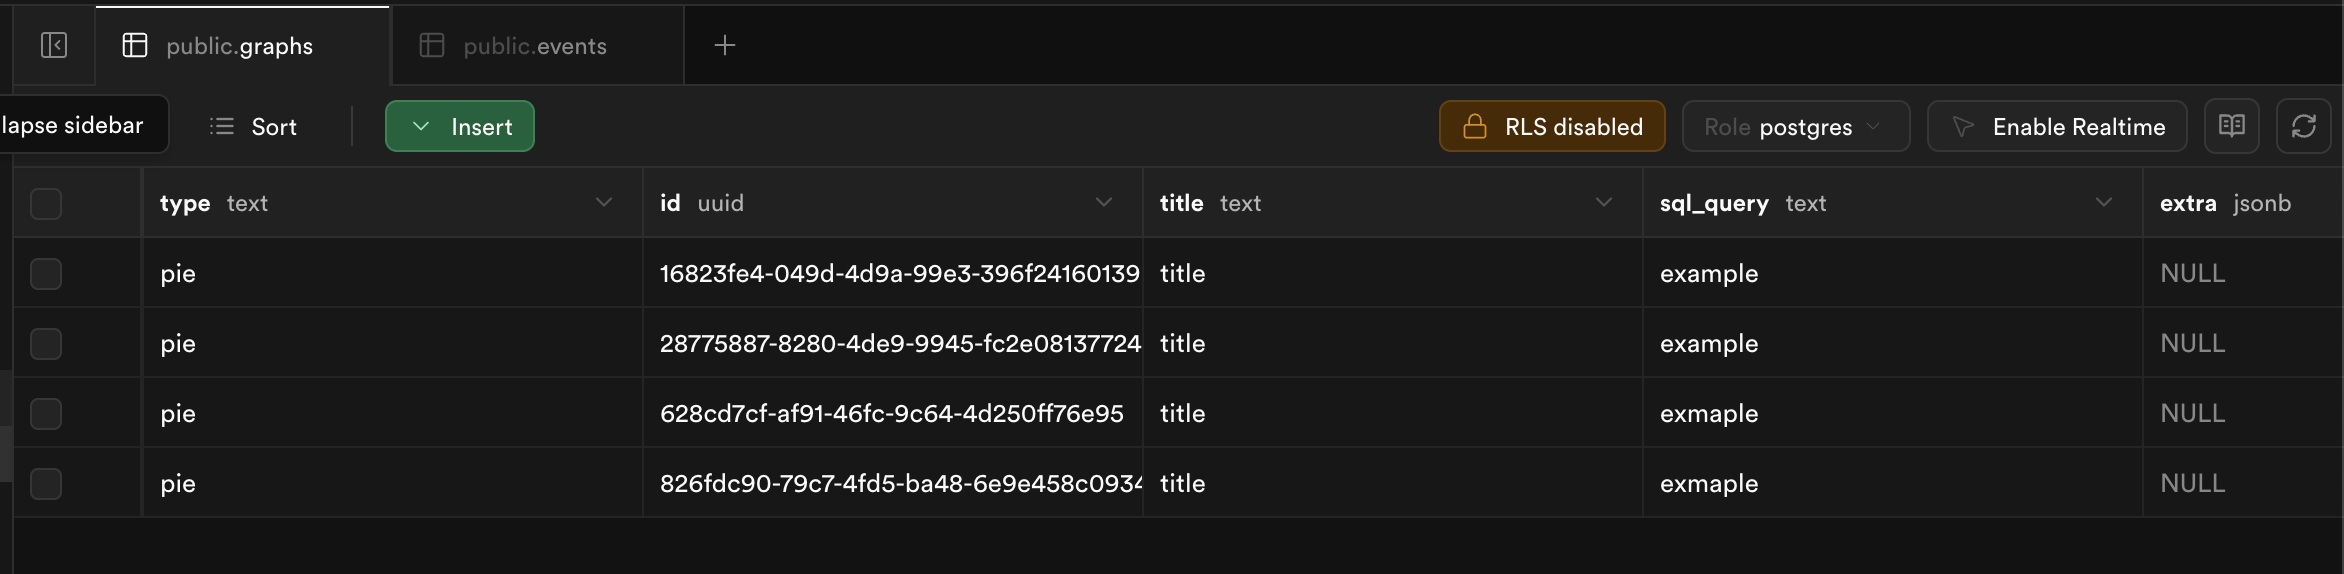 public.graphs public.events
lapse sidebar Sort Insert RLS disabled Role postgres Enable Realtime
type text id uuid title text sql_query text extra jsonb
pie 16823fe4-049d-4d9a-99e3-396f24160139 title example NULL
pie 28775887-8280-4de9-9945-fc2e08137724 title example NULL
pie 628cd7cf-af91-46fc-9c64-4d250ff76e95 title exmaple NULL
pie 826fdc90-79c7-4fd5-ba48-6e9e458c0934 title exmaple NULL